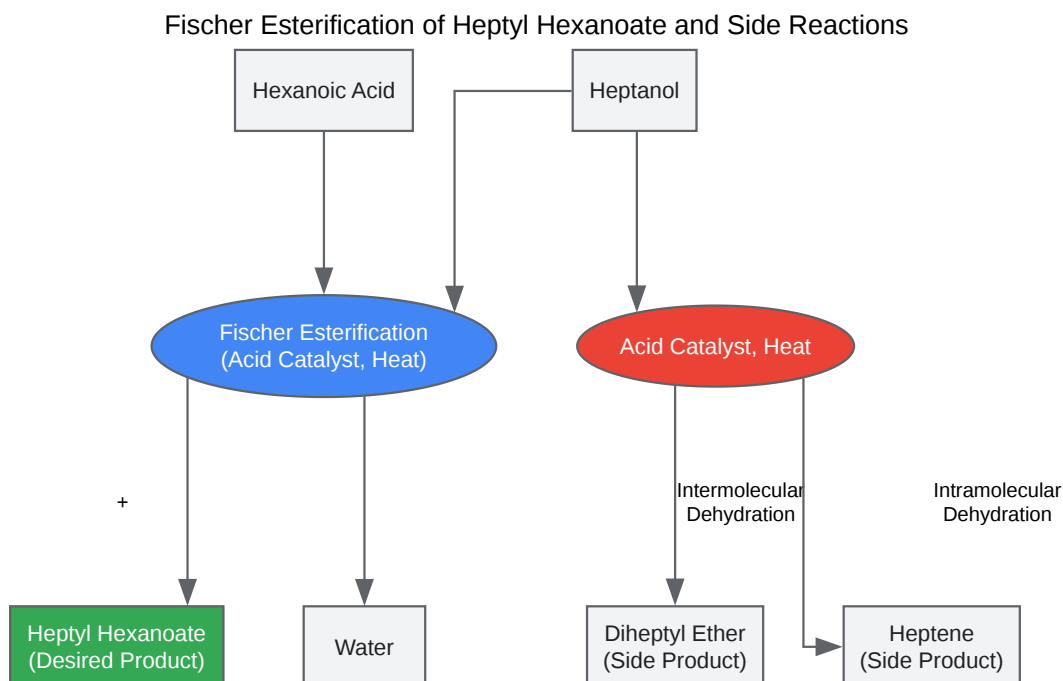 Fischer Esterification of Heptyl Hexanoate and Side Reactions
Hexanoic Acid
Heptanol
Fischer Esterification
(Acid Catalyst, Heat)
Acid Catalyst, Heat
+
Intermolecular
Dehydration
Intramolecular
Dehydration
Heptyl Hexanoate
(Desired Product)
Water
Diheptyl Ether
(Side Product)
Heptene
(Side Product)